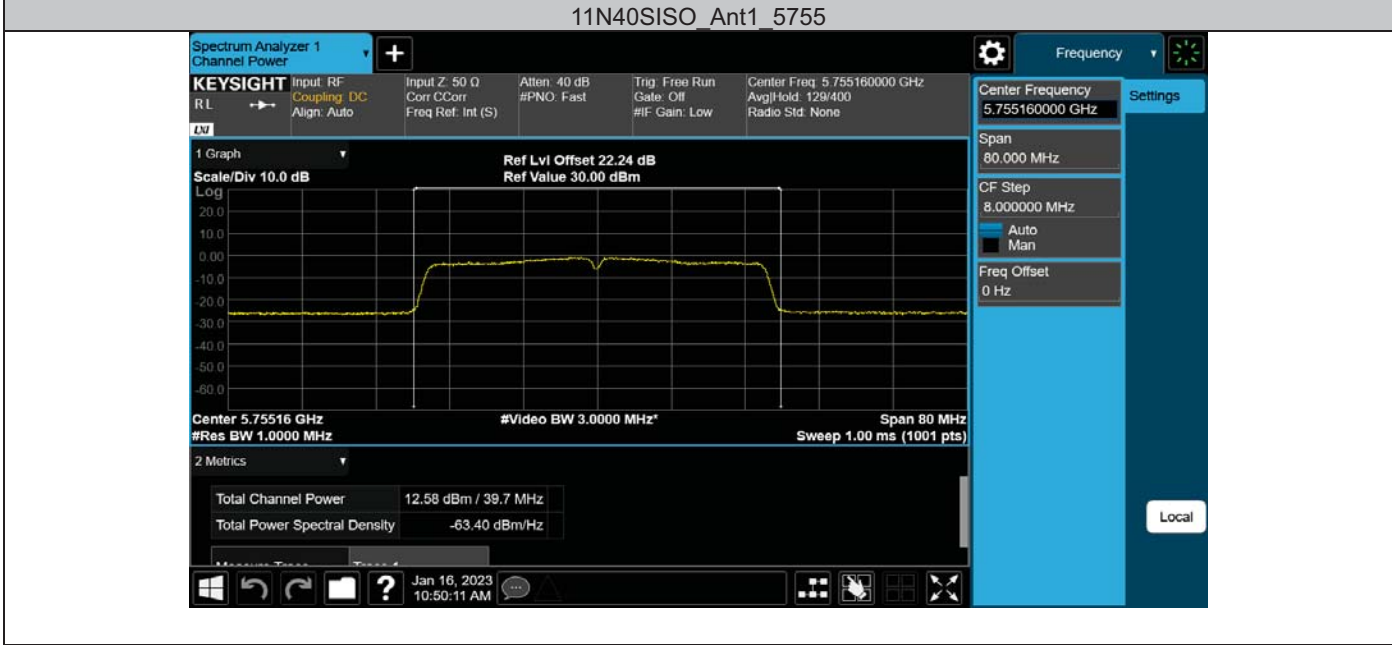 11N40SISO_Ant1_5755
Spectrum Analyzer 1
Channel Power
Frequency
KEYSIGHT
RL
LXI
Input: RF
Coupling: DC
Align: Auto
Input Z: 50 Ω
Corr CCorr
Freq Ref: Int (S)
Atten: 40 dB
#PNO: Fast
Trig: Free Run
Gate: Off
#IF Gain: Low
Center Freq: 5.755160000 GHz
Avg|Hold: 129/400
Radio Std: None
Center Frequency
5.755160000 GHz
Settings
Span
80.000 MHz
CF Step
8.000000 MHz
Auto
Man
Freq Offset
0 Hz
1 Graph
Scale/Div 10.0 dB
Ref Lvl Offset 22.24 dB
Ref Value 30.00 dBm
Log
20.0
10.0
0.00
-10.0
-20.0
-30.0
-40.0
-50.0
-60.0
Center 5.75516 GHz
#Res BW 1.0000 MHz
#Video BW 3.0000 MHz*
Span 80 MHz
Sweep 1.00 ms (1001 pts)
2 Metrics
Total Channel Power 12.58 dBm / 39.7 MHz
Total Power Spectral Density -63.40 dBm/Hz
Local
?
Jan 16, 2023
10:50:11 AM